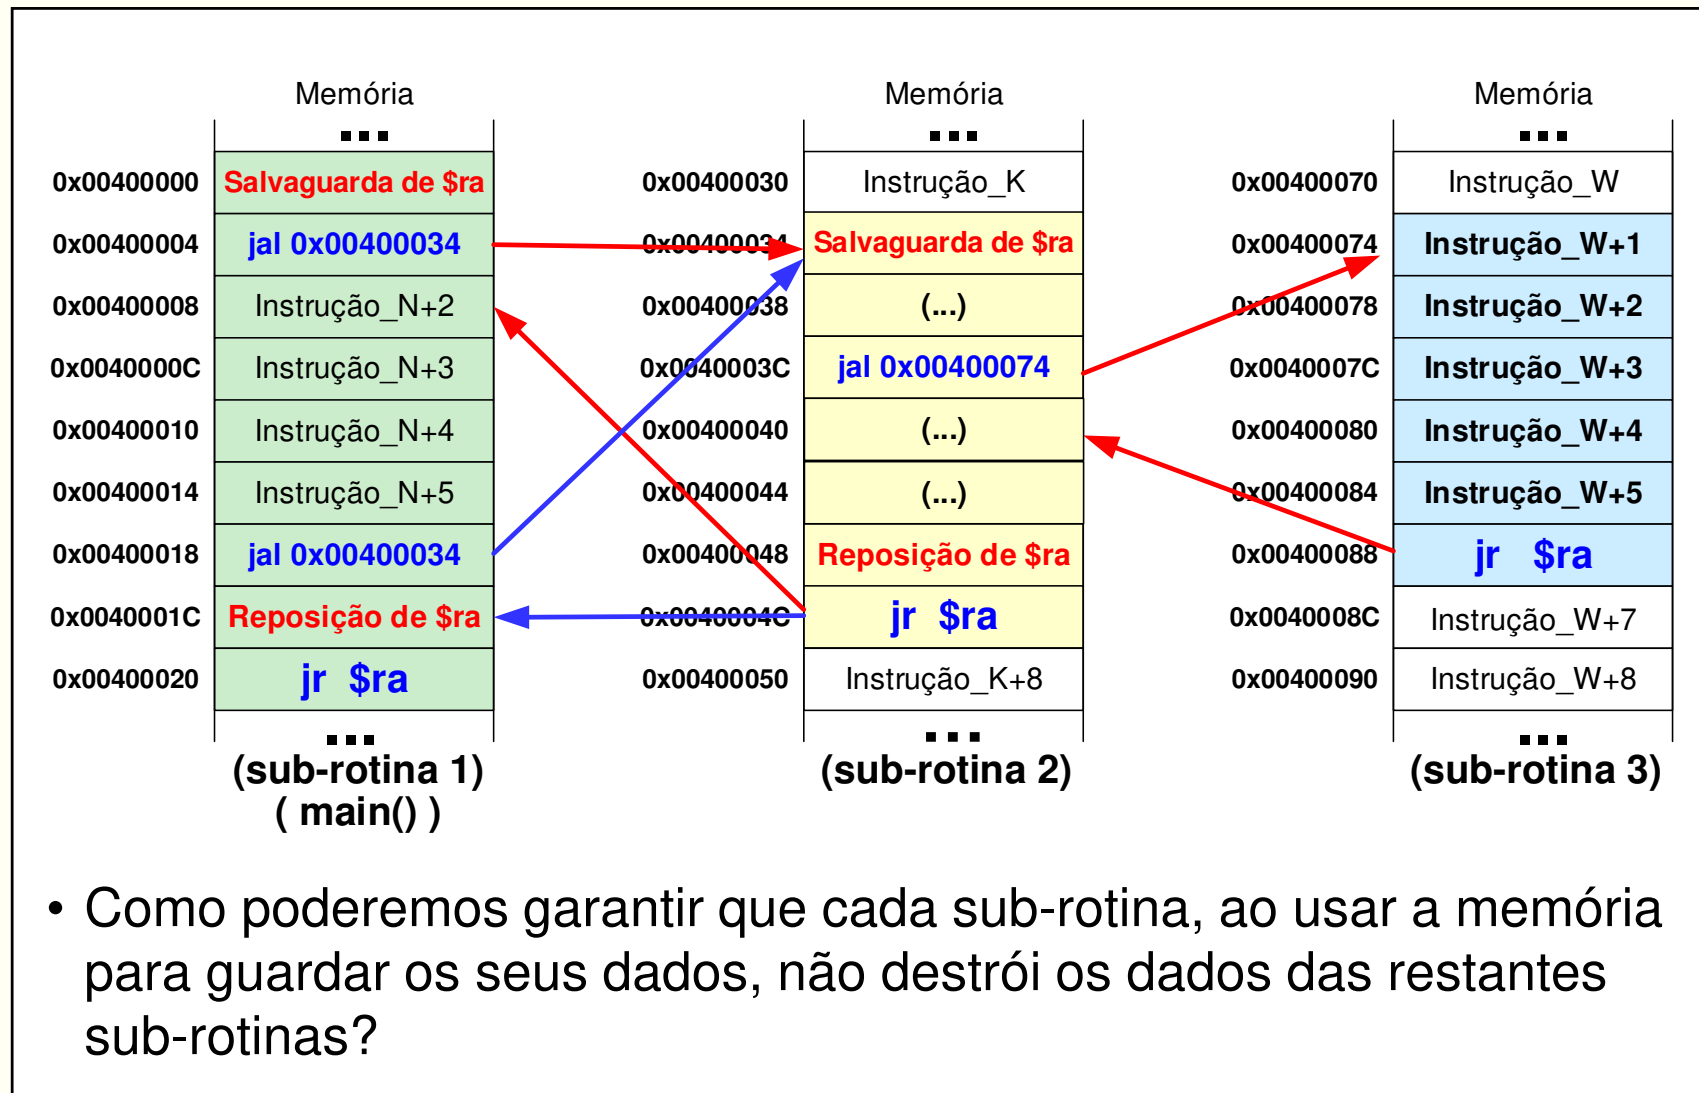 Memória
...
0x00400000 Salvaguarda de $ra
0x00400004 jal 0x00400034
0x00400008 Instrução_N+2
0x0040000C Instrução_N+3
0x00400010 Instrução_N+4
0x00400014 Instrução_N+5
0x00400018 jal 0x00400034
0x0040001C Reposição de $ra
0x00400020 jr $ra
...
(sub-rotina 1)
( main() )
Memória
...
0x00400030 Instrução_K
0x00400034 Salvaguarda de $ra
0x00400038 (...)
0x0040003C jal 0x00400074
0x00400040 (...)
0x00400044 (...)
0x00400048 Reposição de $ra
0x0040004C jr $ra
0x00400050 Instrução_K+8
...
(sub-rotina 2)
Memória
...
0x00400070 Instrução_W
0x00400074 Instrução_W+1
0x00400078 Instrução_W+2
0x0040007C Instrução_W+3
0x00400080 Instrução_W+4
0x00400084 Instrução_W+5
0x00400088 jr $ra
0x0040008C Instrução_W+7
0x00400090 Instrução_W+8
...
(sub-rotina 3)
• Como poderemos garantir que cada sub-rotina, ao usar a memória
para guardar os seus dados, não destrói os dados das restantes
sub-rotinas?